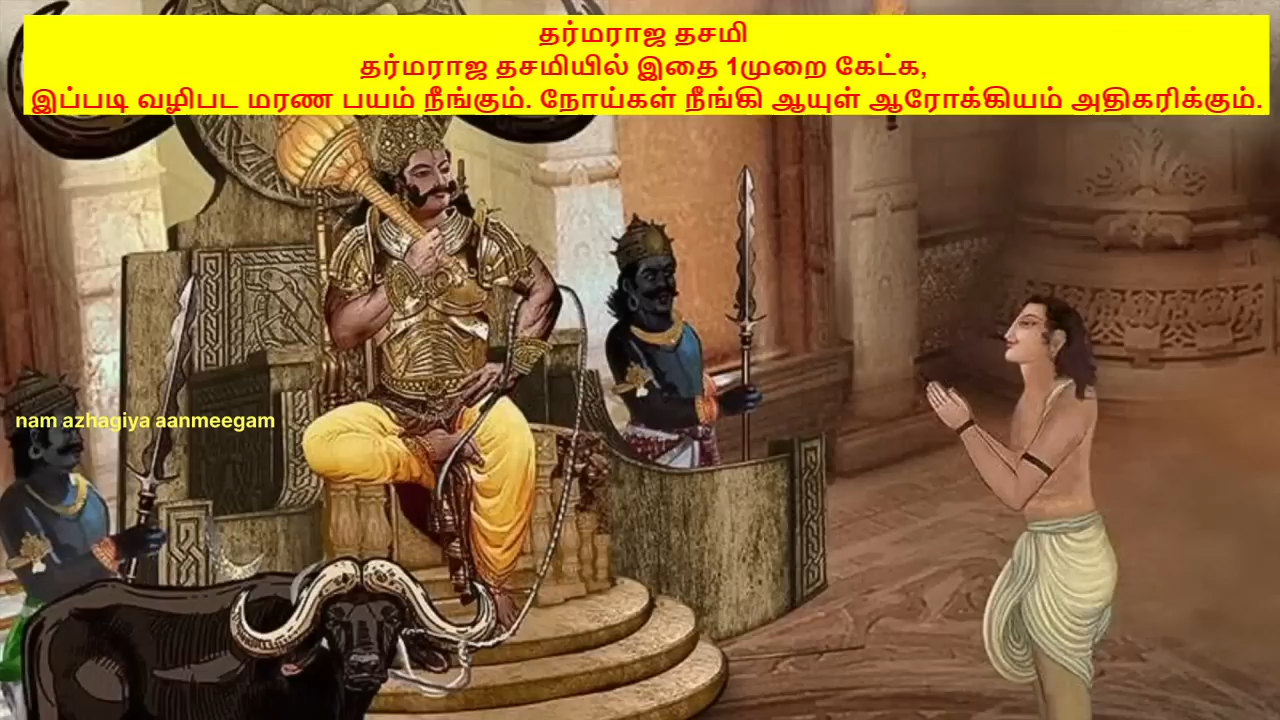 தர்மராஜ தசமி
தர்மராஜ தசமியில் இதை 1முறை கேட்க,
இப்படி வழிபட மரண பயம் நீங்கும். நோய்கள் நீங்கி ஆயுள் ஆரோக்கியம் அதிகரிக்கும்.
nam azhagiya aanmeegam